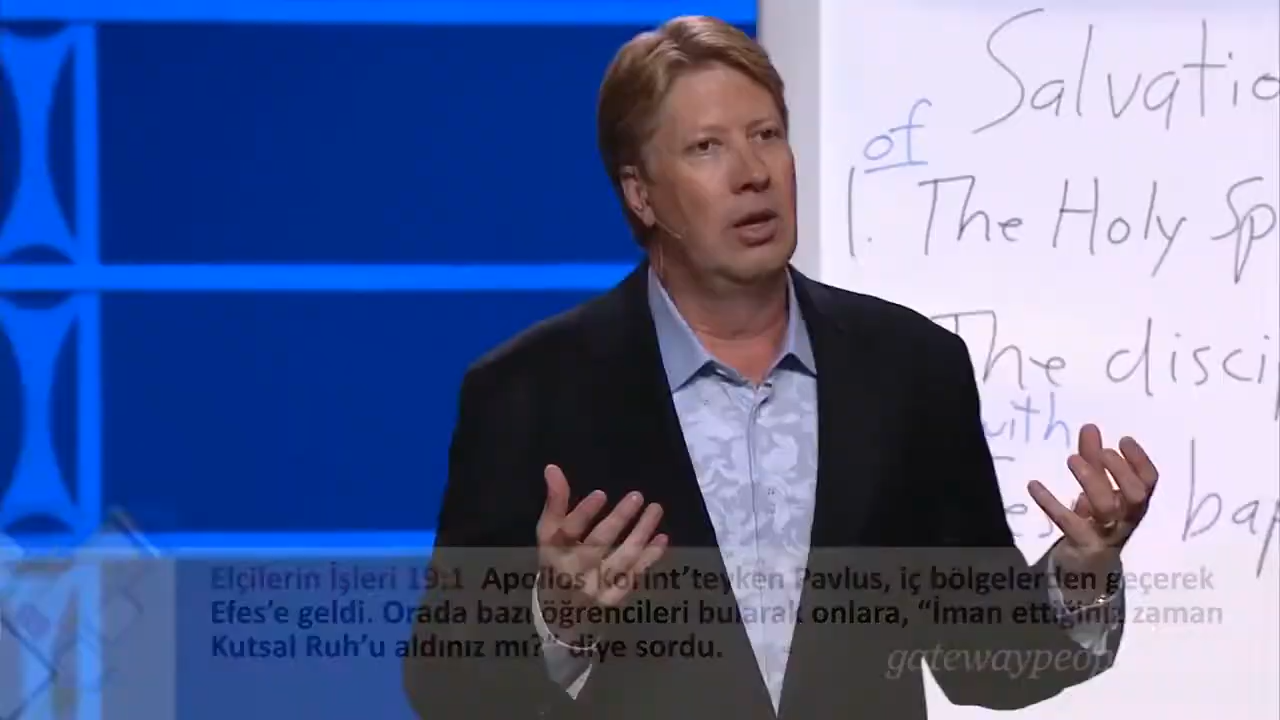 Salvatio
of
1. The Holy Sp
The disci
with
bap
Elçilerin İşleri 19:1 Apollos Korint’teyken Pavlus, iç bölgelerden geçerek
Efes’e geldi. Orada bazı öğrencileri bularak onlara, “İman ettiğiniz zaman
Kutsal Ruh’u aldınız mı?” diye sordu.
gatewaypeop